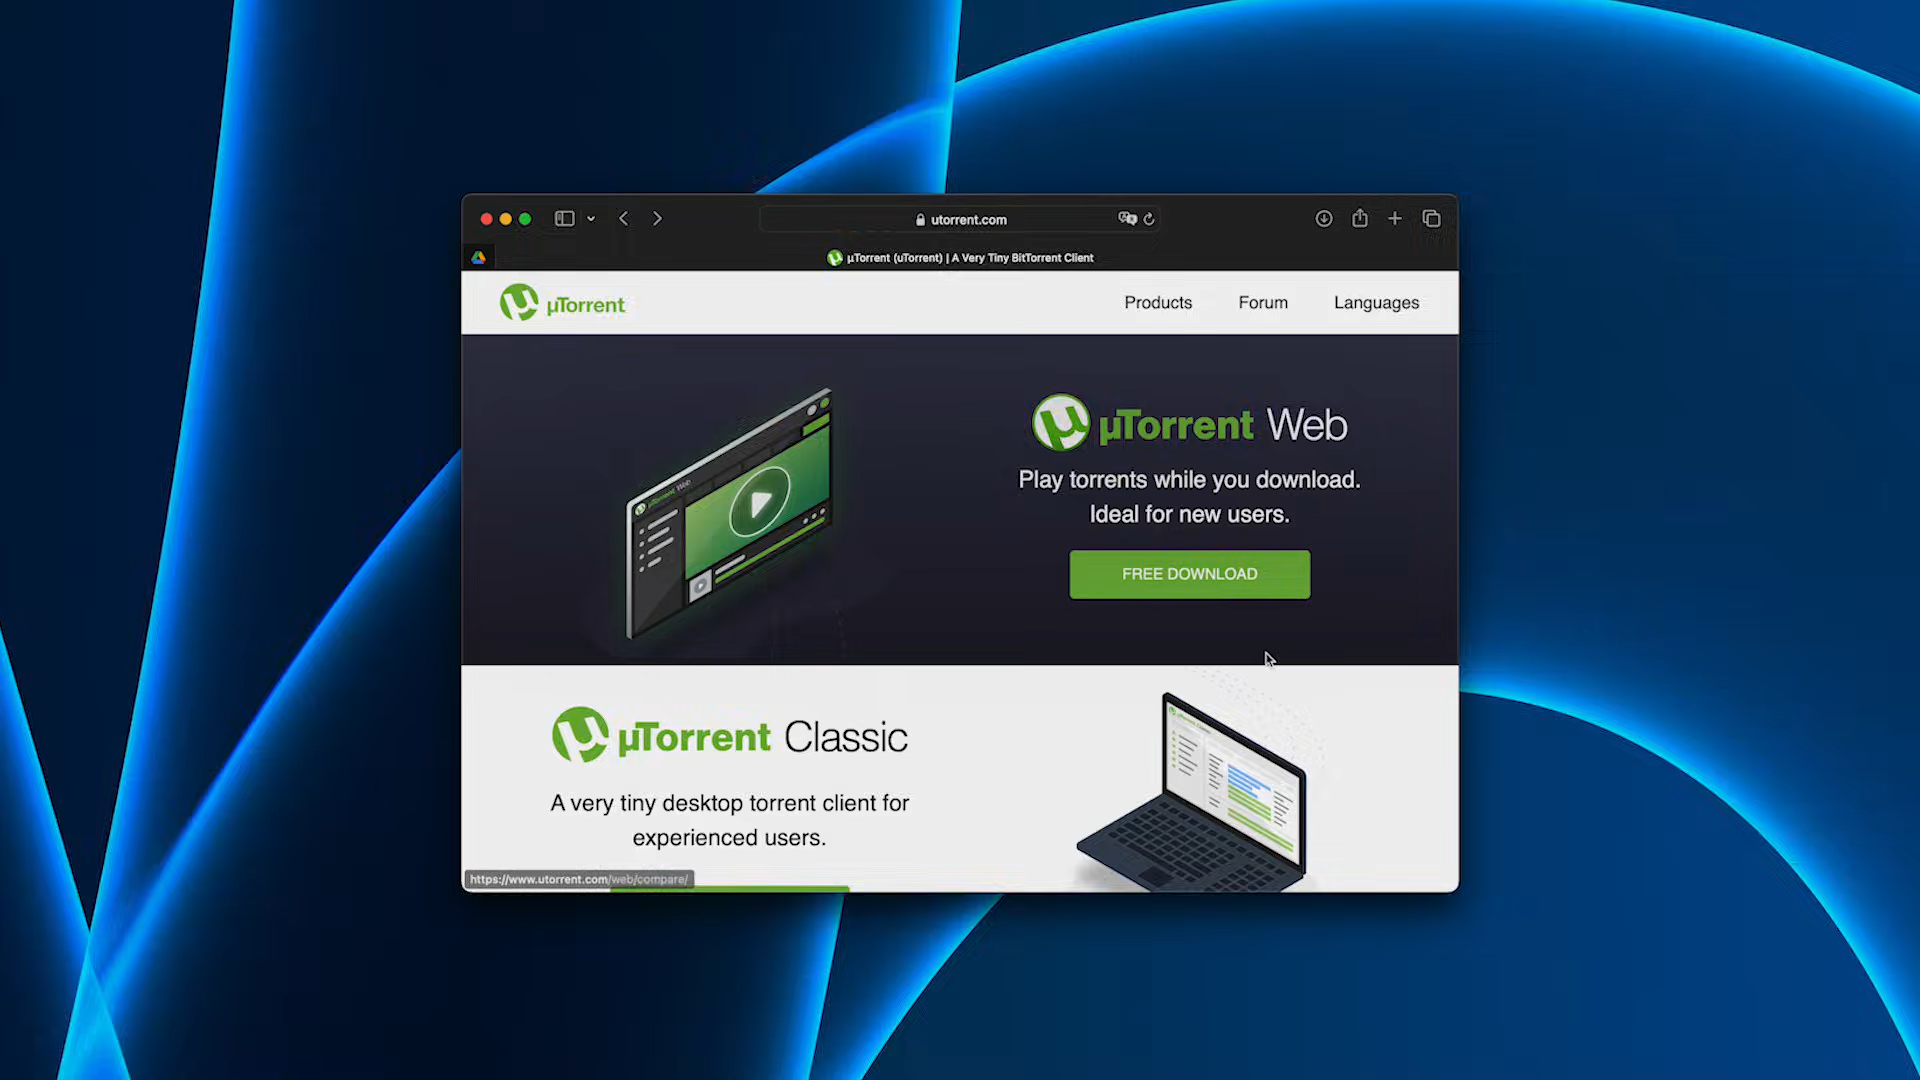 utorrent.com
µTorrent (uTorrent) | A Very Tiny BitTorrent Client
µTorrent
Products
Forum
Languages
µTorrent Web
Play torrents while you download.
Ideal for new users.
FREE DOWNLOAD
µTorrent Web
µTorrent Classic
A very tiny desktop torrent client for
experienced users.
https://www.utorrent.com/web/compare/